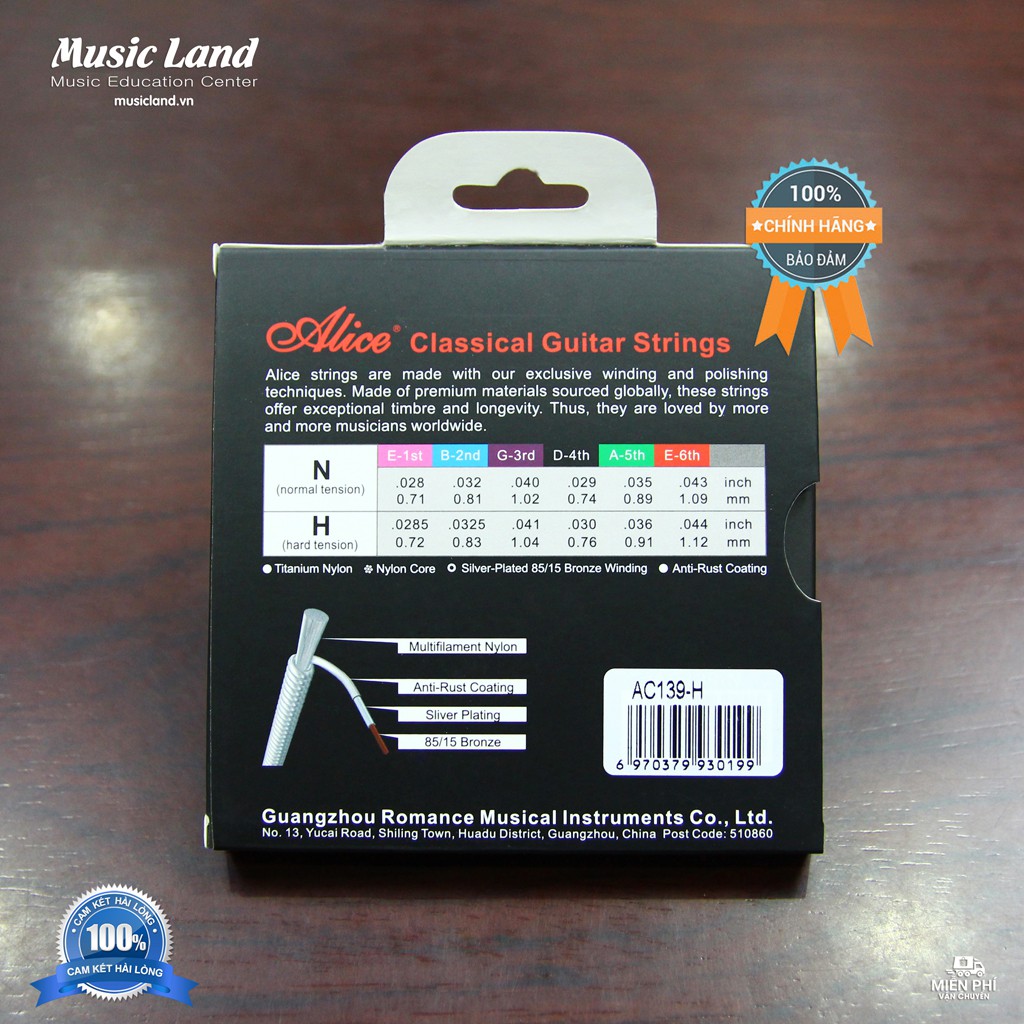 Music Land
Music Education Center
musicland.vn
100%
CHÍNH HÃNG
BẢO ĐẢM
Alice® Classical Guitar Strings
Alice strings are made with our exclusive winding and polishing
techniques. Made of premium materials sourced globally, these strings
offer exceptional timbre and longevity. Thus, they are loved by more
and more musicians worldwide.
E-1st B-2nd G-3rd D-4th A-5th E-6th
N .028 .032 .040 .029 .035 .043 inch
(normal tension) 0.71 0.81 1.02 0.74 0.89 1.09 mm
H .0285 .0325 .041 .030 .036 .044 inch
(hard tension) 0.72 0.83 1.04 0.76 0.91 1.12 mm
Titanium Nylon Nylon Core Silver-Plated 85/15 Bronze Winding Anti-Rust Coating
Multifilament Nylon
Anti-Rust Coating
Sliver Plating
85/15 Bronze
AC139-H
6 970379 930199
Guangzhou Romance Musical Instruments Co., Ltd.
No. 13, Yucai Road, Shiling Town, Huadu District, Guangzhou, China Post Code: 510860
CAM KẾT HÀI LÒNG
100%
CAM KẾT HÀI LÒNG
MIỄN PHÍ
VẬN CHUYỂN